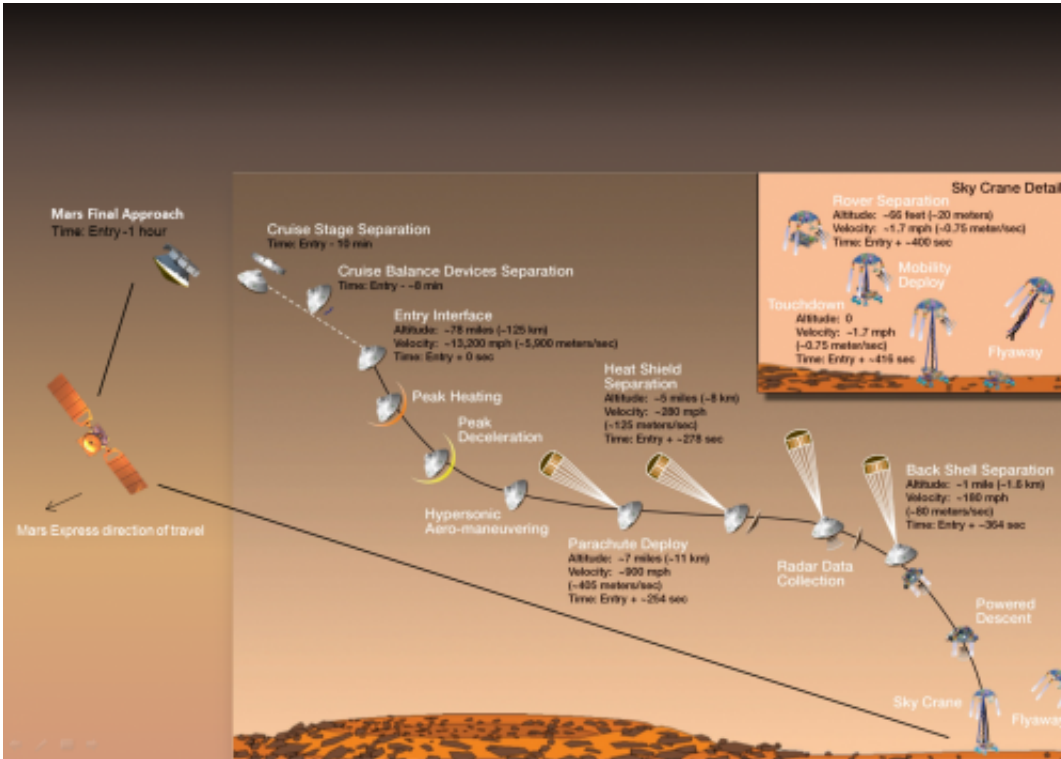 Mars Final Approach
Time: Entry -1 hour
Cruise Stage Separation
Time: Entry - 10 min
Cruise Balance Devices Separation
Time: Entry - ~8 min
Entry Interface
Altitude: ~78 miles (~125 km)
Velocity: ~13,200 mph (~5,900 meters/sec)
Time: Entry + 0 sec
Peak Heating
Peak
Deceleration
Hypersonic
Aero-maneuvering
Parachute Deploy
Altitude: ~7 miles (~11 km)
Velocity: ~900 mph
(~405 meters/sec)
Time: Entry + ~254 sec
Heat Shield
Separation
Altitude: ~5 miles (~8 km)
Velocity: ~280 mph
(~125 meters/sec)
Time: Entry + ~278 sec
Radar Data
Collection
Back Shell Separation
Altitude: ~1 mile (~1.6 km)
Velocity: ~180 mph
(~80 meters/sec)
Time: Entry + ~364 sec
Powered
Descent
Sky Crane
Flyaway
Sky Crane Detail
Rover Separation
Altitude: ~66 feet (~20 meters)
Velocity: ~1.7 mph (~0.75 meter/sec)
Time: Entry + ~400 sec
Mobility
Deploy
Touchdown
Altitude: 0
Velocity: ~1.7 mph
(~0.75 meter/sec)
Time: Entry + ~416 sec
Flyaway
Mars Express direction of travel